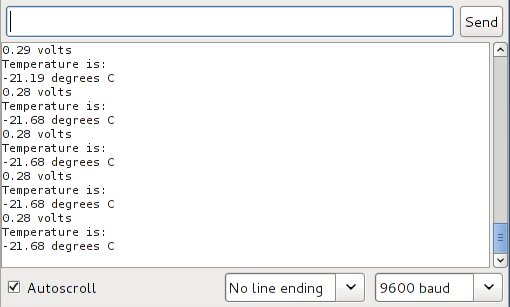 Send
0.29 volts
Temperature is:
-21.19 degrees C
0.28 volts
Temperature is:
-21.68 degrees C
0.28 volts
Temperature is:
-21.68 degrees C
0.28 volts
Temperature is:
-21.68 degrees C
0.28 volts
Temperature is:
-21.68 degrees C
Autoscroll
No line ending
9600 baud